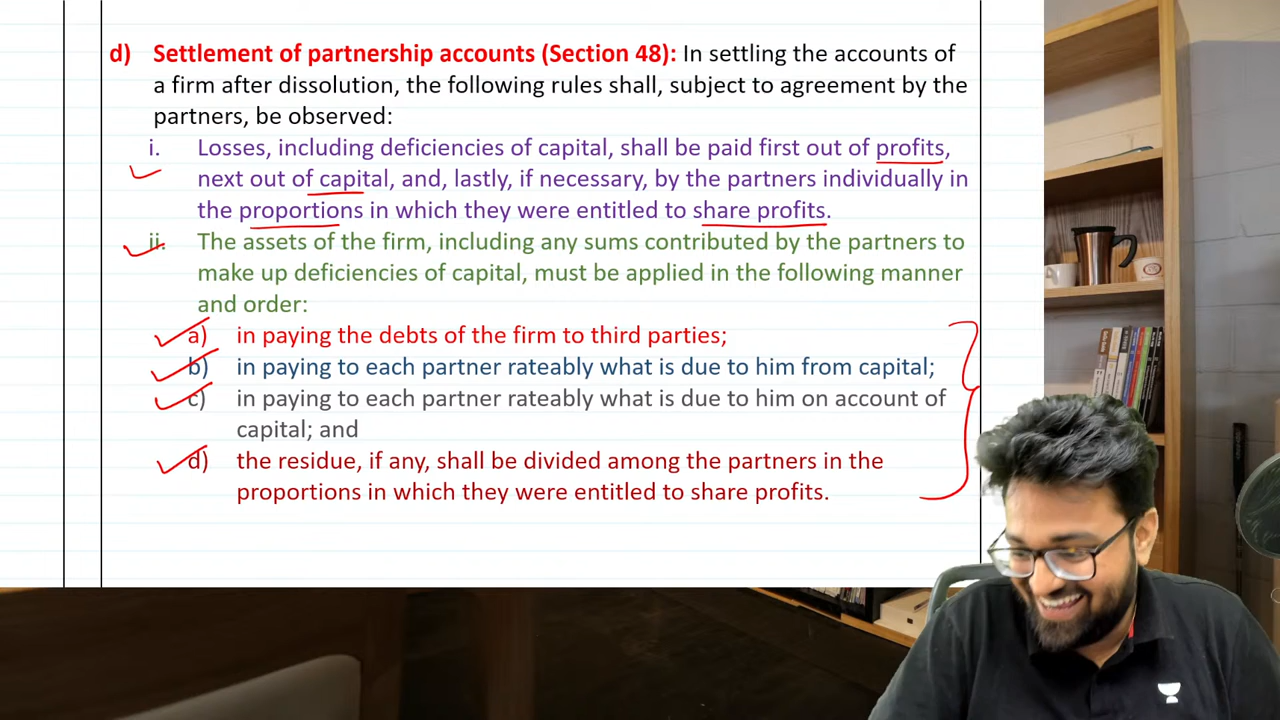 d) Settlement of partnership accounts (Section 48): In settling the accounts of
a firm after dissolution, the following rules shall, subject to agreement by the
partners, be observed:
i. Losses, including deficiencies of capital, shall be paid first out of profits,
next out of capital, and, lastly, if necessary, by the partners individually in
the proportions in which they were entitled to share profits.
ii. The assets of the firm, including any sums contributed by the partners to
make up deficiencies of capital, must be applied in the following manner
and order:
a) in paying the debts of the firm to third parties;
b) in paying to each partner rateably what is due to him from capital;
c) in paying to each partner rateably what is due to him on account of
capital; and
d) the residue, if any, shall be divided among the partners in the
proportions in which they were entitled to share profits.